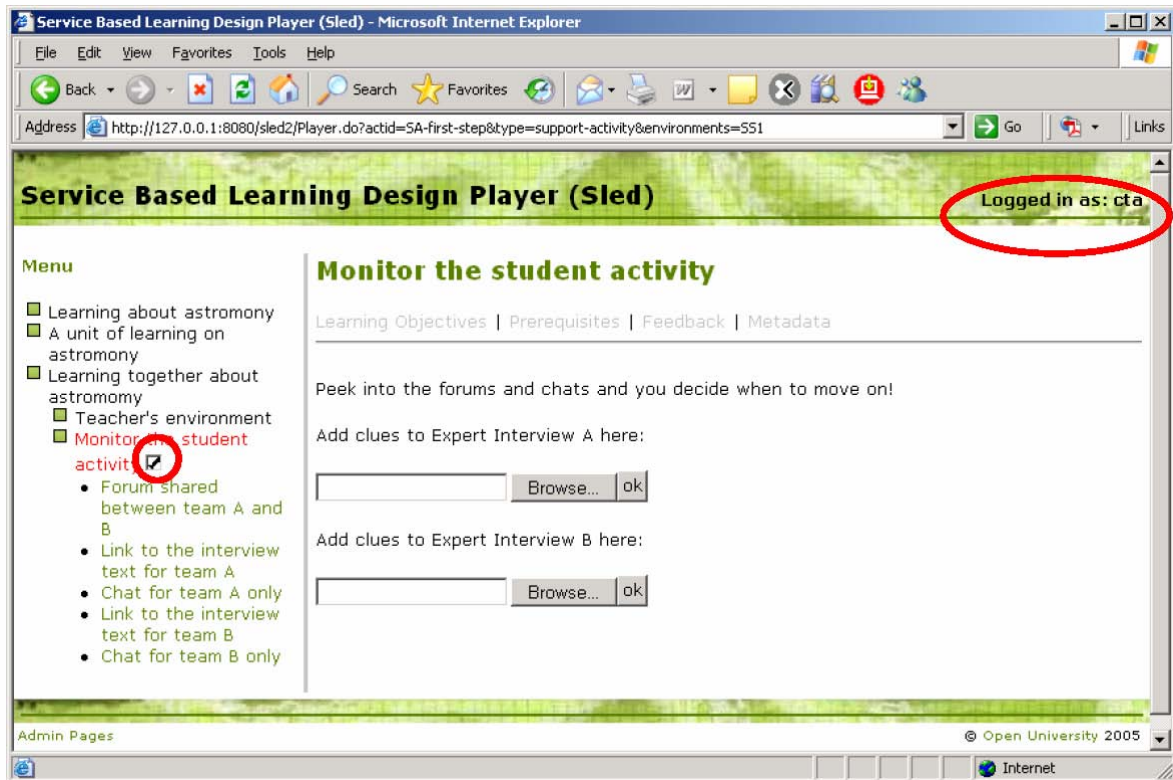 Service Based Learning Design Player (Sled) - Microsoft Internet Explorer
File Edit View Favorites Tools Help
Back Search Favorites
Address http://127.0.0.1:8080/sled2/Player.do?actid=SA-first-step&type=support-activity&environments=SS1 Go Links
Service Based Learning Design Player (Sled)
Logged in as: cta
Menu
Learning about astromony
A unit of learning on
astromony
Learning together about
astromomy
Teacher's environment
Monitor the student
activity
Forum shared
between team A and
B
Link to the interview
text for team A
Chat for team A only
Link to the interview
text for team B
Chat for team B only
Monitor the student activity
Learning Objectives | Prerequisites | Feedback | Metadata
Peek into the forums and chats and you decide when to move on!
Add clues to Expert Interview A here:
Browse... ok
Add clues to Expert Interview B here:
Browse... ok
Admin Pages
© Open University 2005
Internet